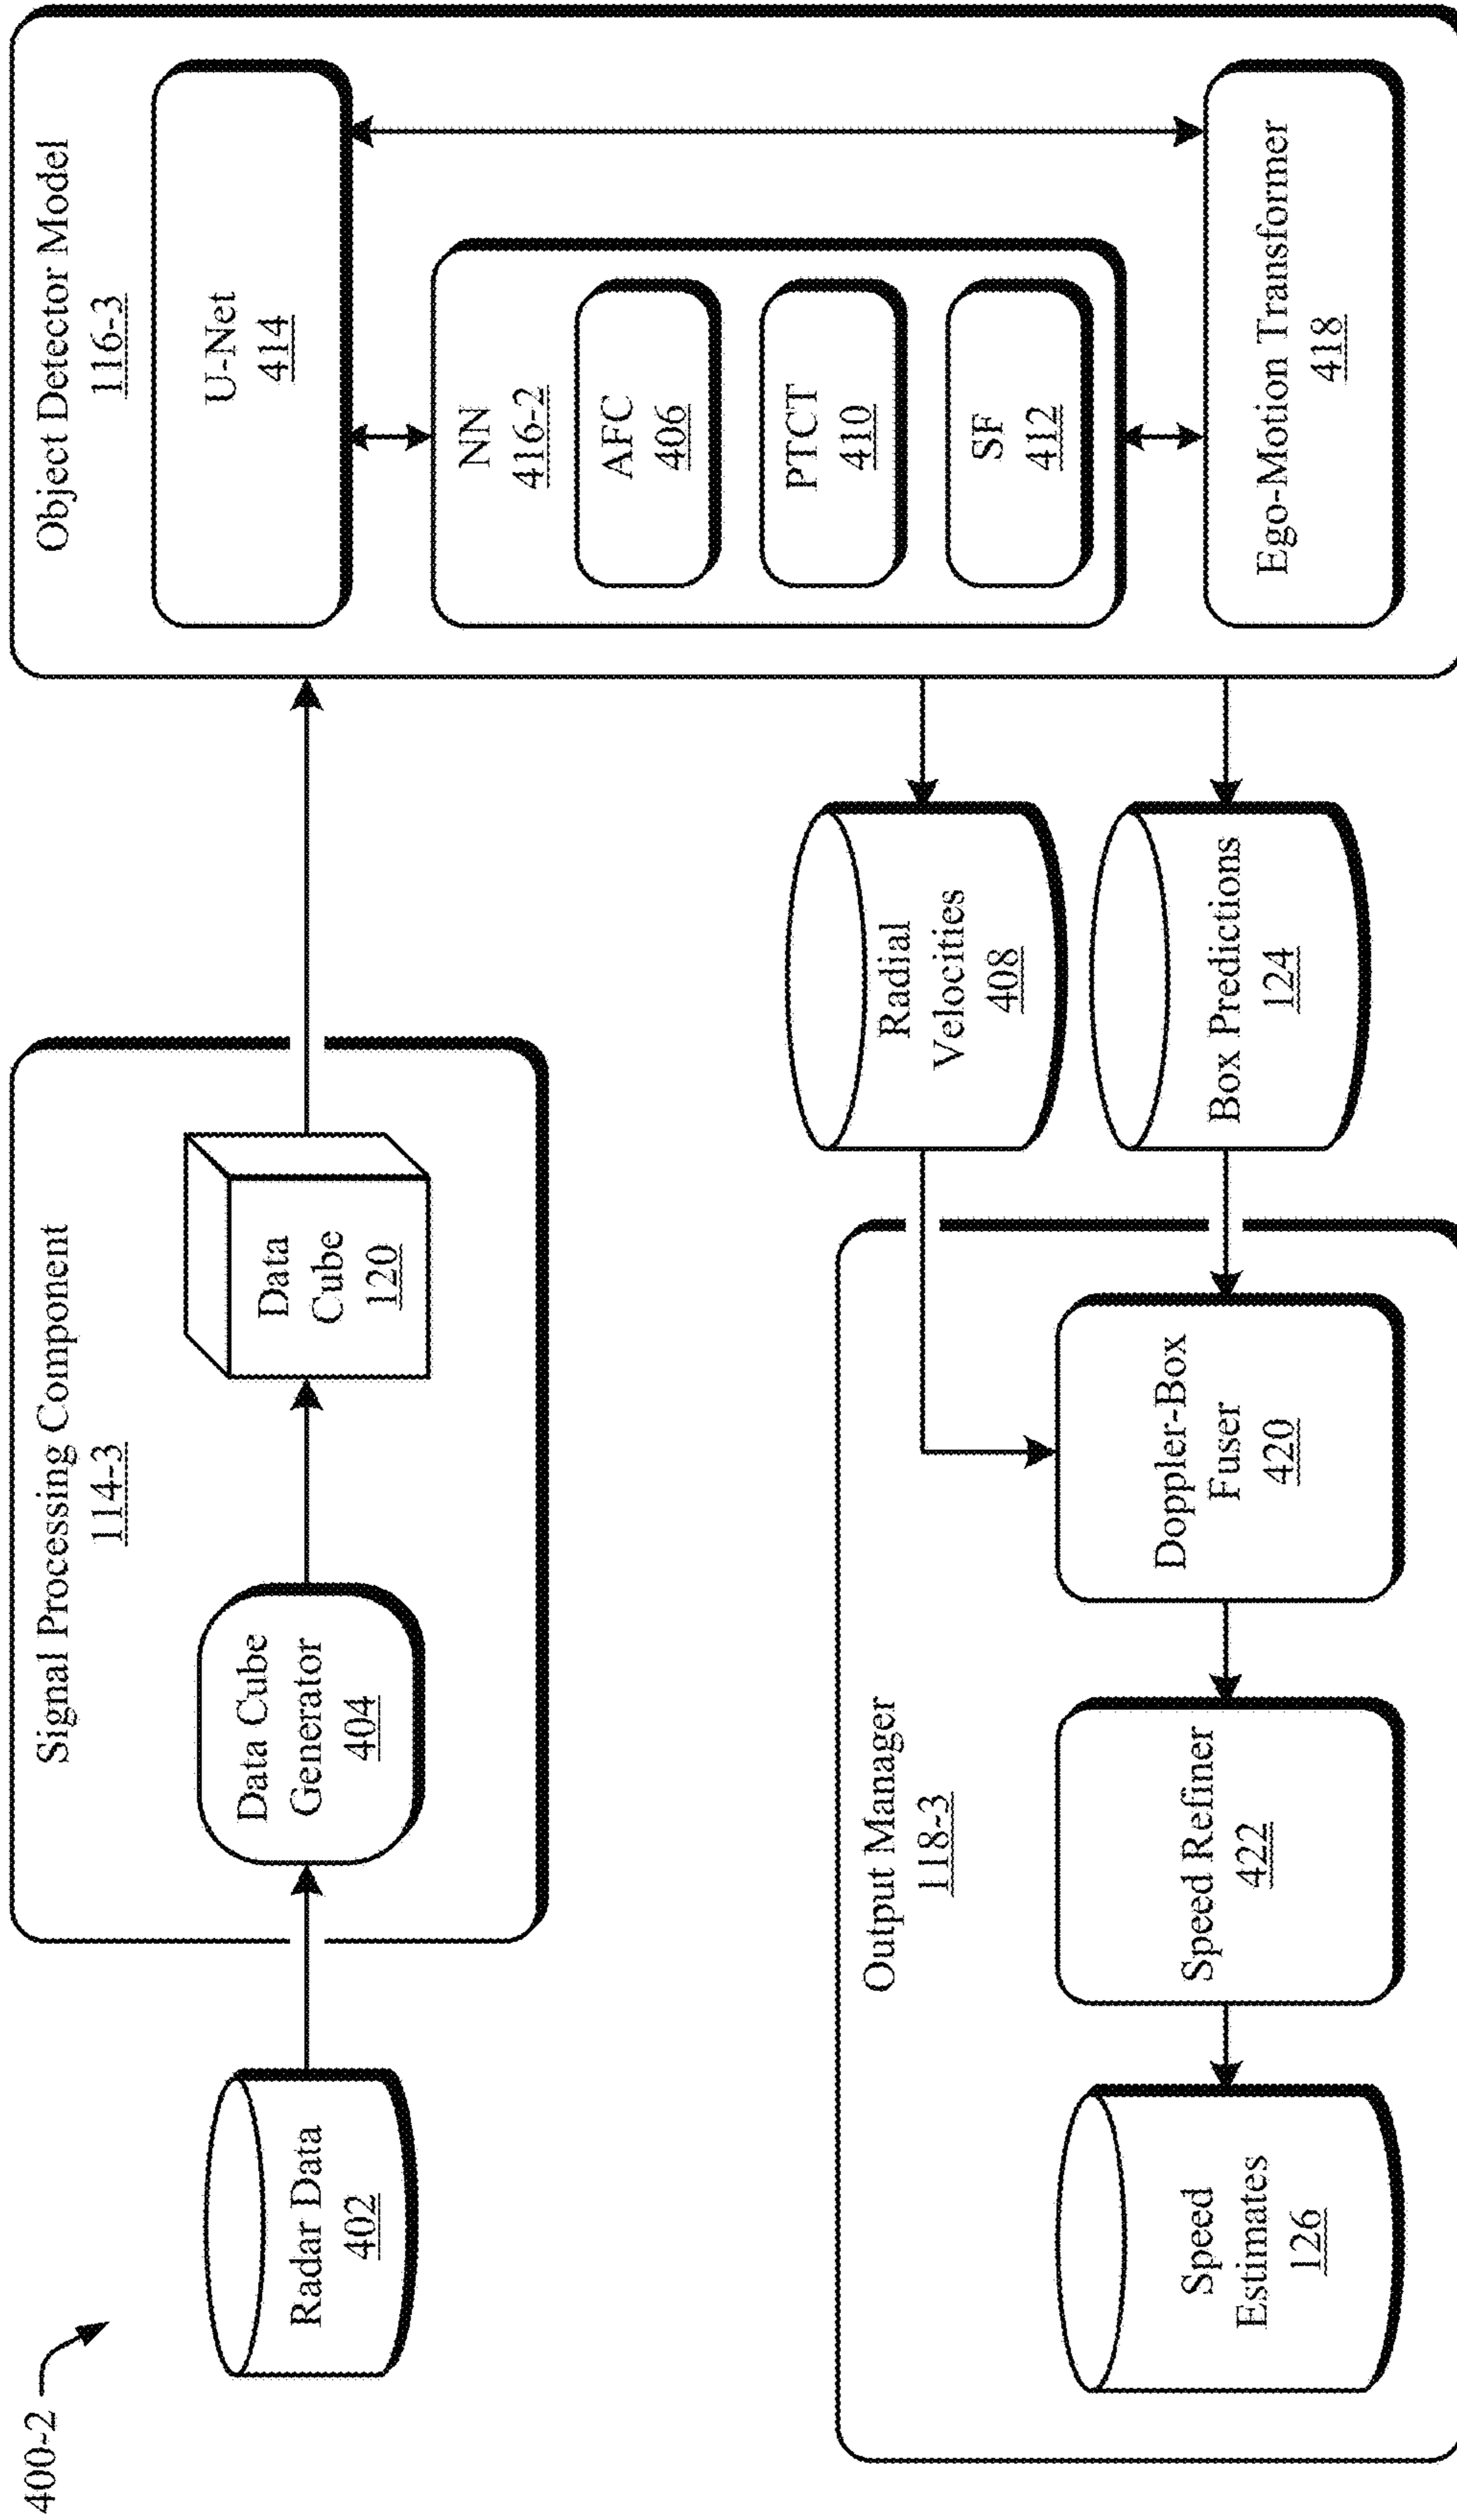 400-2
Radar Data
402
Signal Processing Component
114-3
Data Cube
Generator
404
Data
Cube
120
Object Detector Model
116-3
U-Net
414
NN
416-2
AFC
406
PTCT
410
SF
412
Ego-Motion Transformer
418
Radial
Velocities
408
Box Predictions
124
Output Manager
118-3
Doppler-Box
Fuser
420
Speed Refiner
422
Speed
Estimates
126